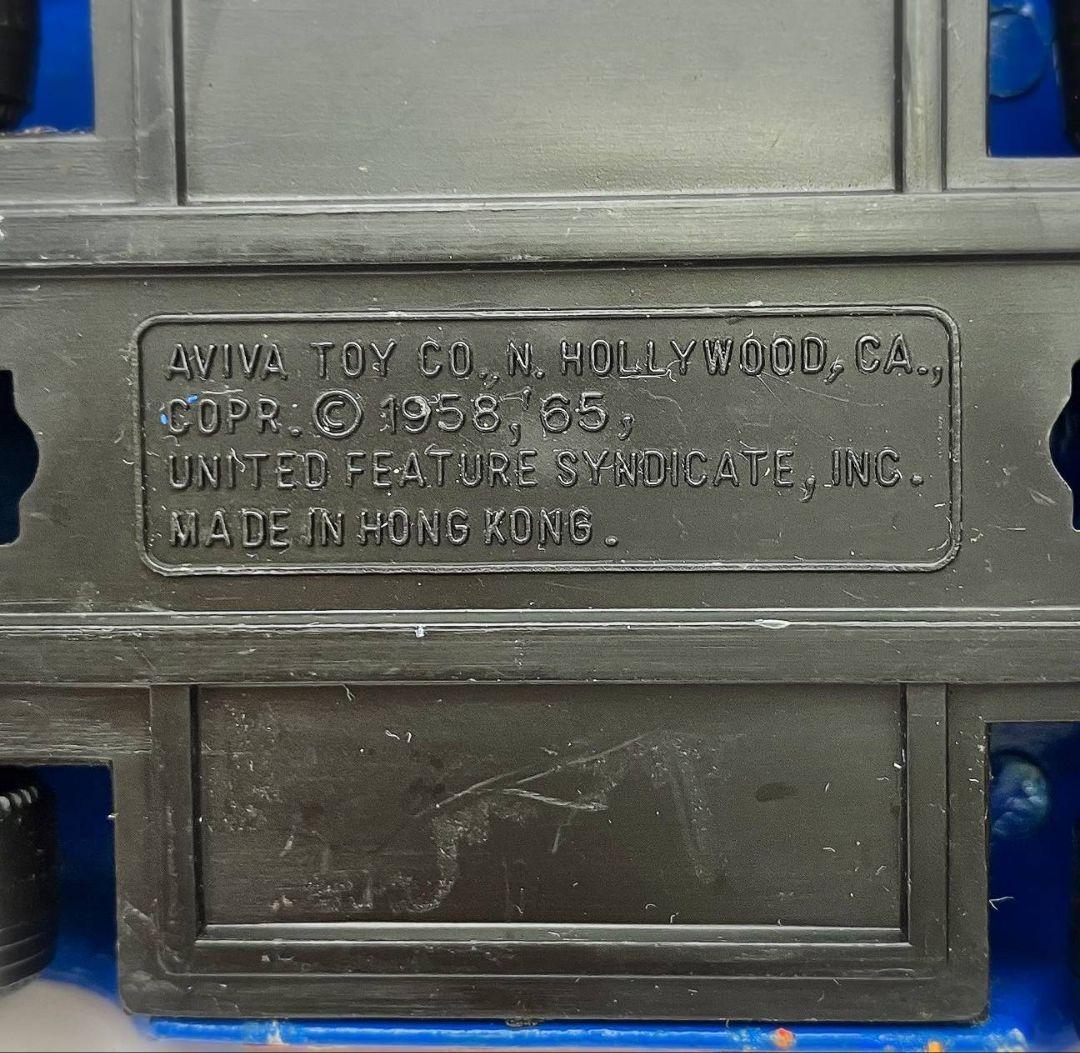 AVIVA TOY CO., N. HOLLYWOOD, CA.,
COPR. © 1958, '65,
UNITED FEATURE SYNDICATE, INC.
MADE IN HONG KONG.